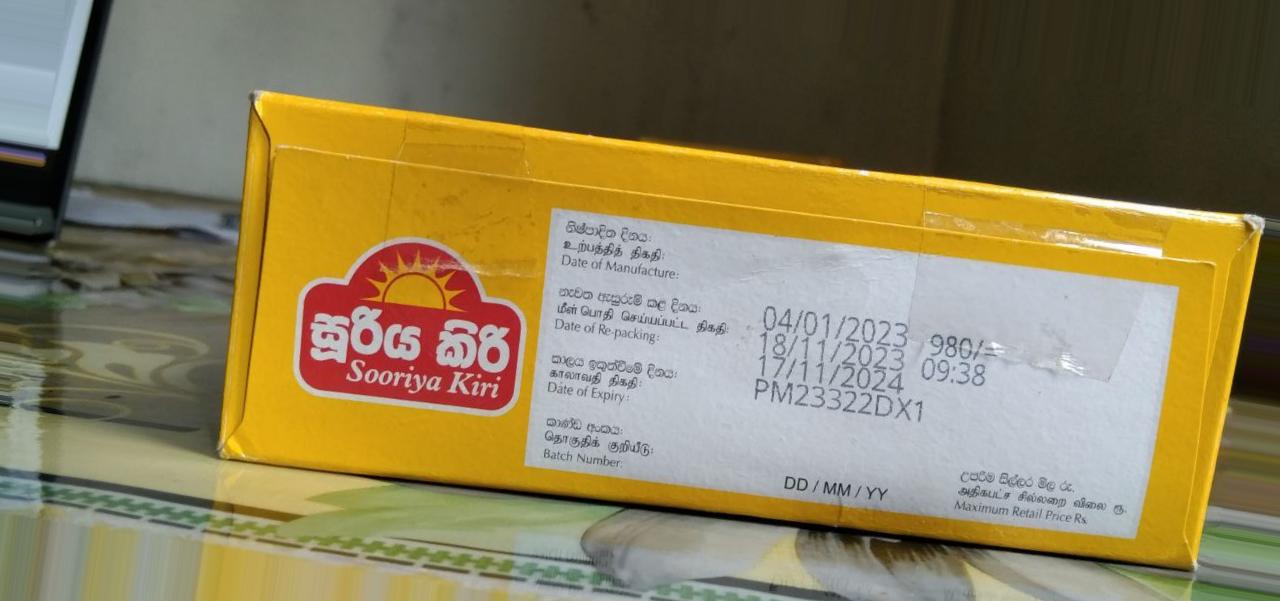 සූරිය කිරි
Sooriya Kiri
නිෂ්පාදිත දිනය:
உற்பத்தித் திகதி:
Date of Manufacture:
නැවත ඇසුරුම් කළ දිනය:
மீள் பொதி செய்யப்பட்ட திகதி:
Date of Re-packing:
කාලය ඉකුත්වීමේ දිනය:
காலாவதி திகதி:
Date of Expiry:
කාණ්ඩ අංකය:
தொகுதிக் குறியீடு:
Batch Number:
04/01/2023 980/=
18/11/2023 09:38
17/11/2024
PM23322DX1
DD / MM / YY
උපරිම සිල්ලර මිල රු.
அதிகபட்ச சில்லறை விலை ரூ.
Maximum Retail Price Rs.